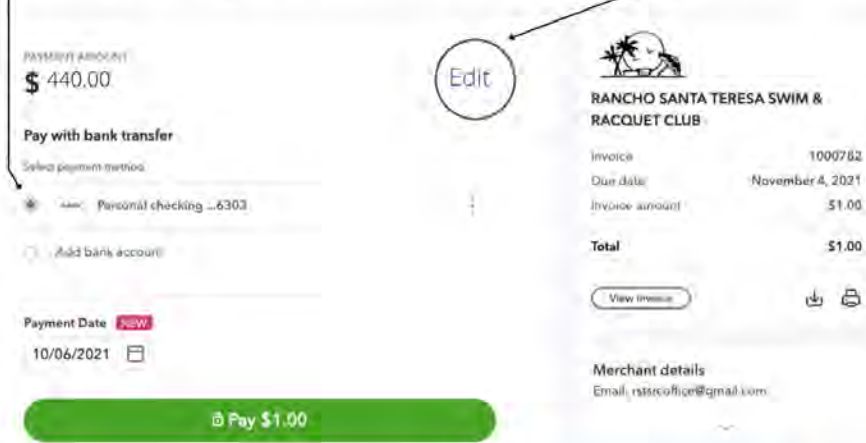 PAYMENT AMOUNT
$ 440.00
Edit
Pay with bank transfer
Select payment method
Personal checking ...6303
Add bank account
Payment Date NEW
10/06/2021
Pay $1.00
RANCHO SANTA TERESA SWIM &
RACQUET CLUB
Invoice 1000782
Due date November 4, 2021
Invoice amount $1.00
Total $1.00
View invoice
Merchant details
Email: rstsrcoffice@gmail.com